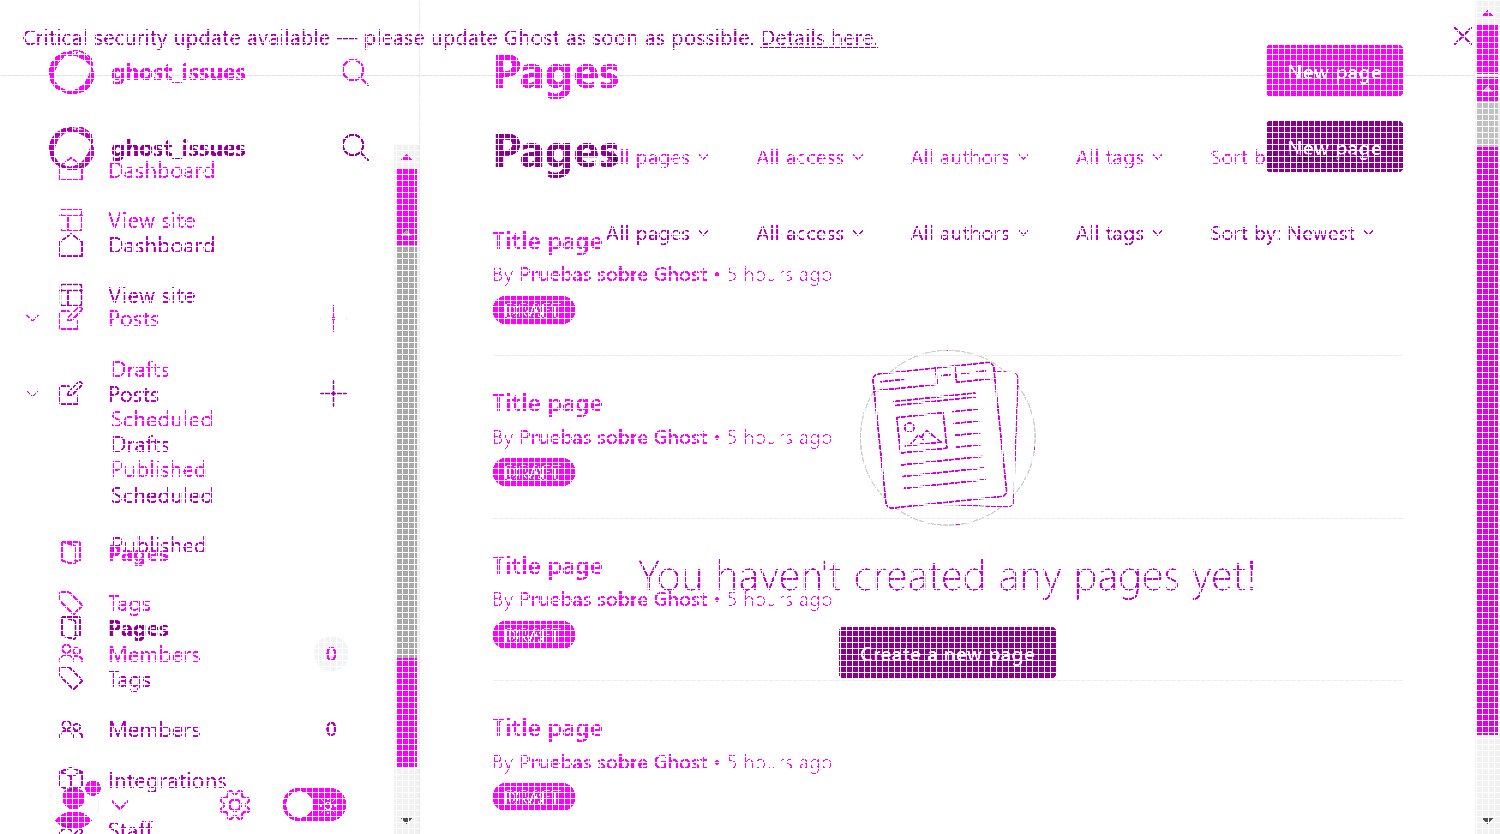 Critical security update available — please update Ghost as soon as possible. Details here.
ghost_issues
Pages
New page
ghost_issues
Pages
All pages
All access
All authors
All tags
Sort b
New page
Dashboard
View site
Dashboard
Title page
All pages
All access
All authors
All tags
Sort by: Newest
By Pruebas sobre Ghost • 5 hours ago
View site
DRAFT
Posts
Drafts
Posts
Title page
Scheduled
By Pruebas sobre Ghost • 5 hours ago
Drafts
Published
DRAFT
Scheduled
Published
Pages
Title page
You haven't created any pages yet!
Tags
By Pruebas sobre Ghost • 5 hours ago
Pages
DRAFT
Members 0
Create a new page
Tags
Members 0
Title page
By Pruebas sobre Ghost • 5 hours ago
Integrations
DRAFT
Staff